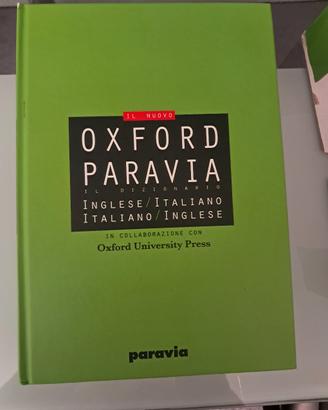 IL NUOVO
OXFORD
PARAVIA
IL DIZIONARIO
INGLESE/ITALIANO
ITALIANO/INGLESE
IN COLLABORAZIONE CON
Oxford University Press
paravia